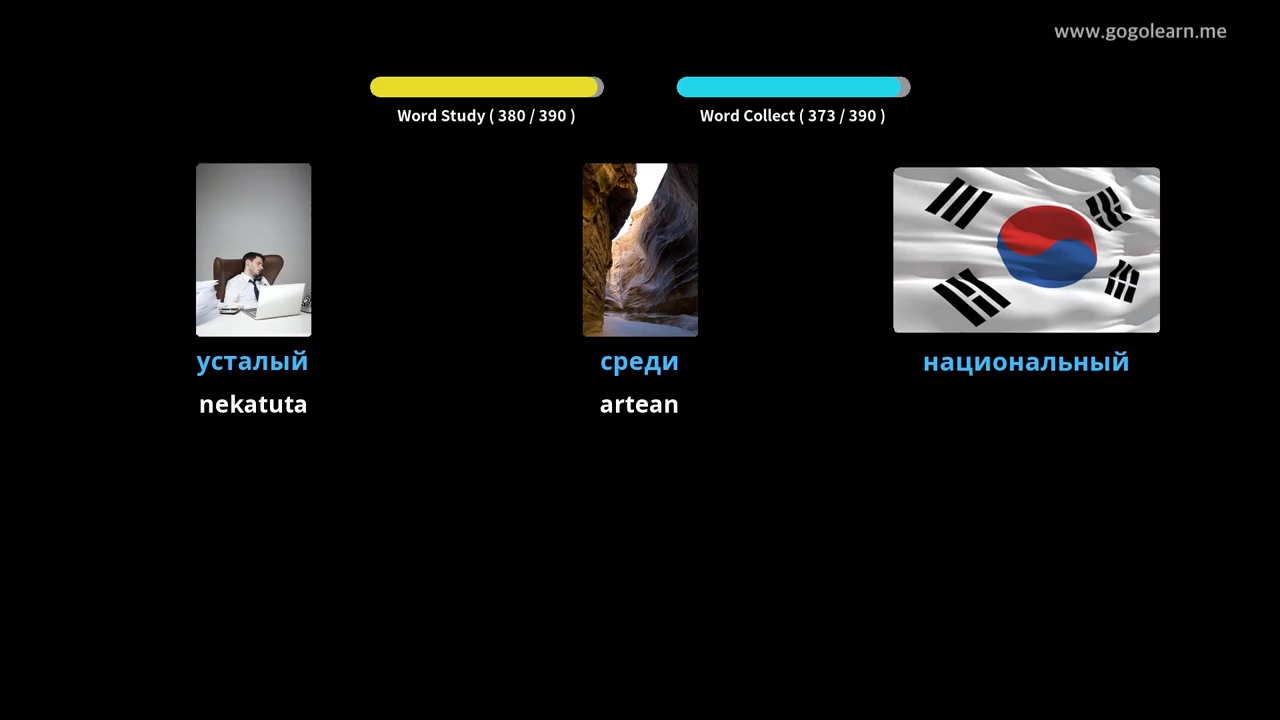 www.gogolearn.me
Word Study ( 380 / 390 )
Word Collect ( 373 / 390 )
усталый
среди
национальный
nekatuta
artean